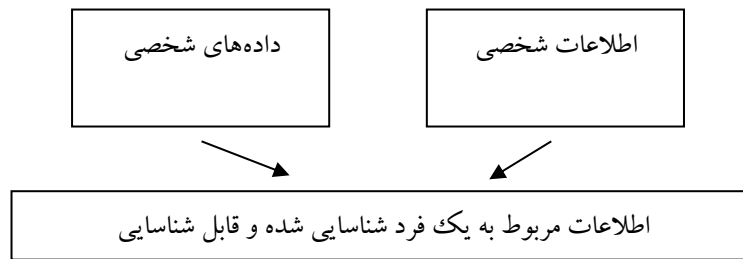 اطلاعات شخصی
داده‌های شخصی
اطلاعات مربوط به یک فرد شناسایی شده و قابل شناسایی